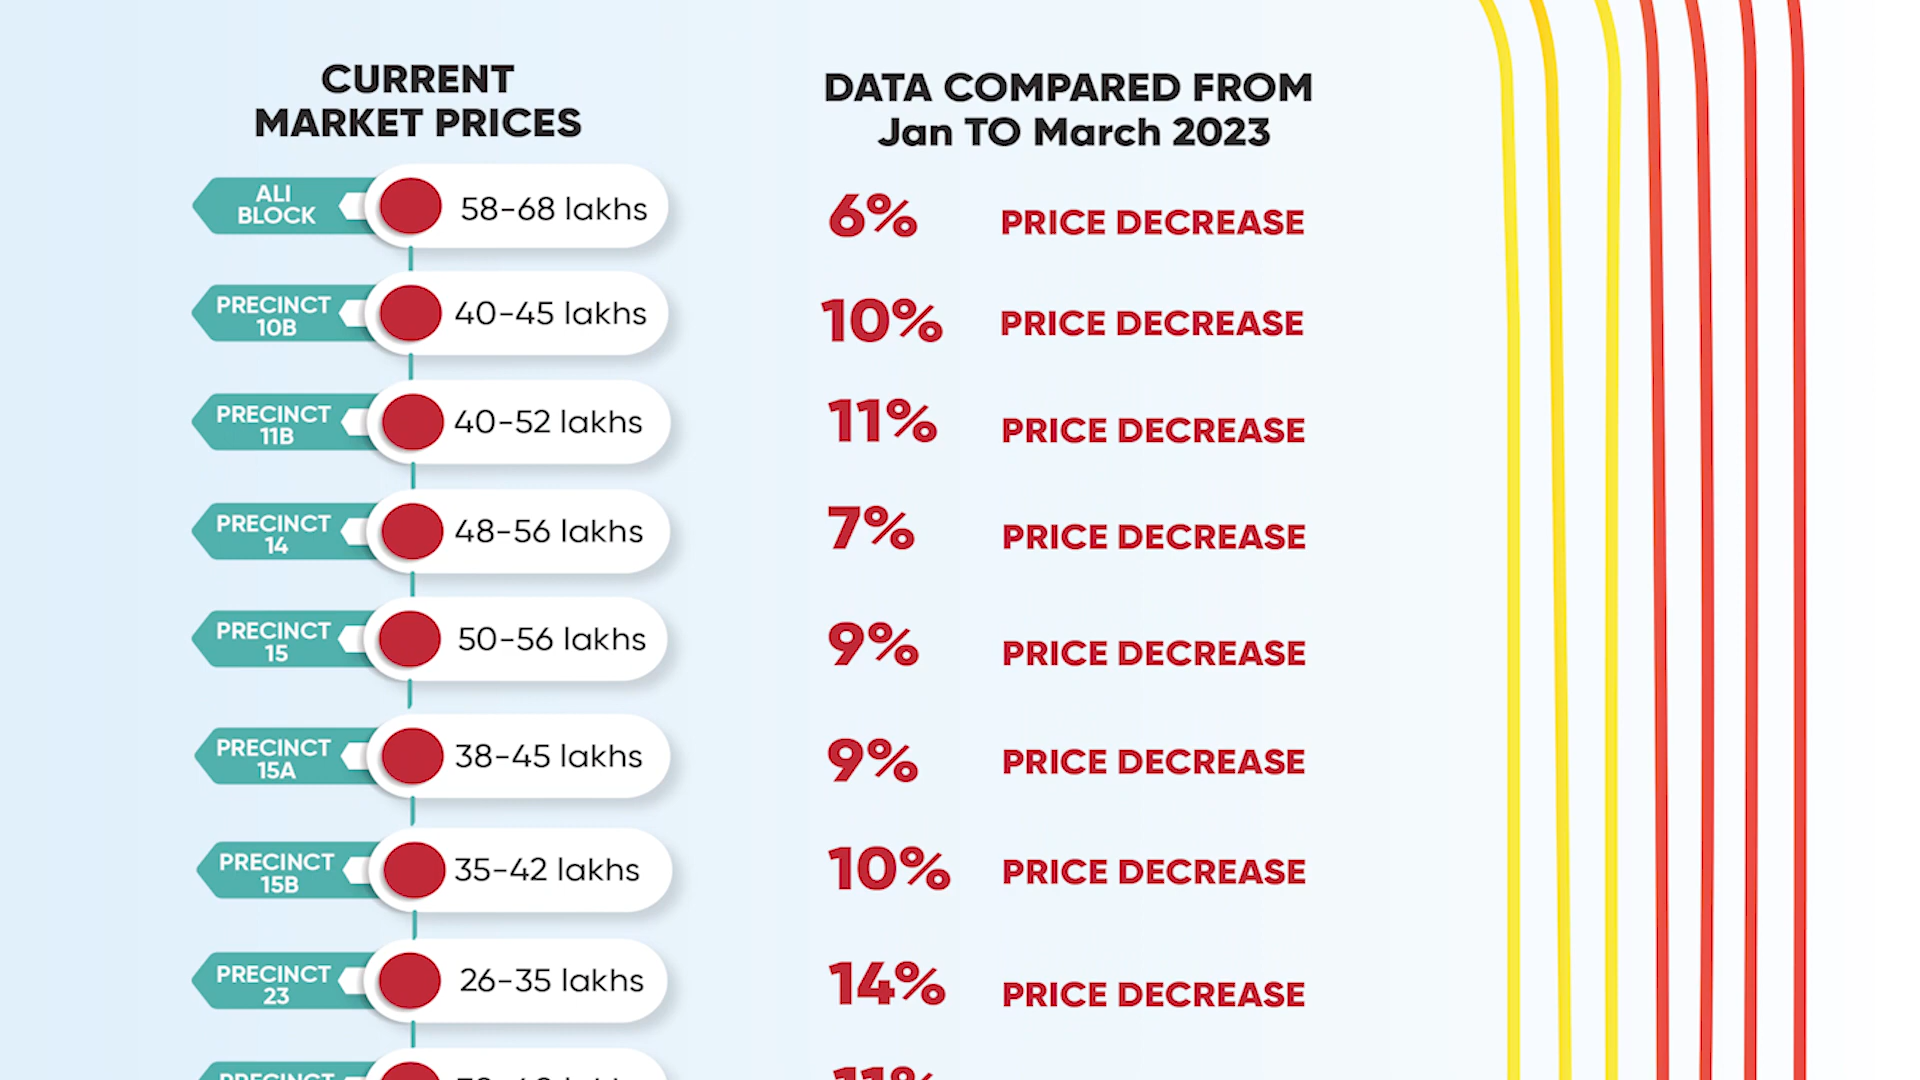 CURRENT
MARKET PRICES
DATA COMPARED FROM
Jan TO March 2023
ALI
BLOCK
58-68 lakhs
6%
PRICE DECREASE
PRECINCT
10B
40-45 lakhs
10%
PRICE DECREASE
PRECINCT
11B
40-52 lakhs
11%
PRICE DECREASE
PRECINCT
14
48-56 lakhs
7%
PRICE DECREASE
PRECINCT
15
50-56 lakhs
9%
PRICE DECREASE
PRECINCT
15A
38-45 lakhs
9%
PRICE DECREASE
PRECINCT
15B
35-42 lakhs
10%
PRICE DECREASE
PRECINCT
23
26-35 lakhs
14%
PRICE DECREASE
PRECINCT
11%